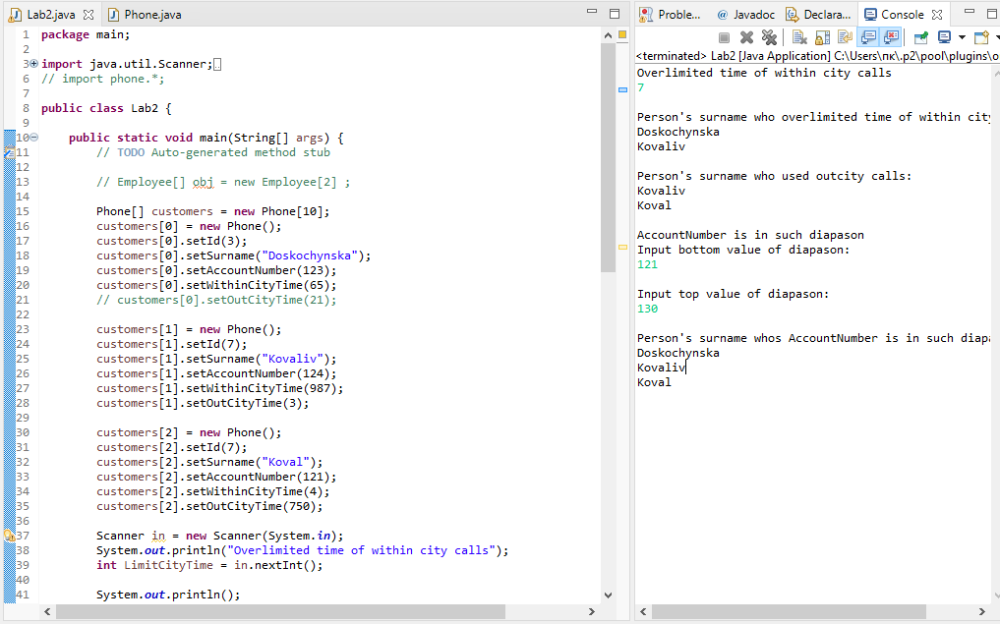 Lab2.java Phone.java
1 package main;
2
3 import java.util.Scanner;
6 // import phone.*;
7
8 public class Lab2 {
9
10 public static void main(String[] args) {
11 // TODO Auto-generated method stub
12
13 // Employee[] obj = new Employee[2] ;
14
15 Phone[] customers = new Phone[10];
16 customers[0] = new Phone();
17 customers[0].setId(3);
18 customers[0].setSurname("Doskochynska");
19 customers[0].setAccountNumber(123);
20 customers[0].setWithinCityTime(65);
21 // customers[0].setOutCityTime(21);
22
23 customers[1] = new Phone();
24 customers[1].setId(7);
25 customers[1].setSurname("Kovaliv");
26 customers[1].setAccountNumber(124);
27 customers[1].setWithinCityTime(987);
28 customers[1].setOutCityTime(3);
29
30 customers[2] = new Phone();
31 customers[2].setId(7);
32 customers[2].setSurname("Koval");
33 customers[2].setAccountNumber(121);
34 customers[2].setWithinCityTime(4);
35 customers[2].setOutCityTime(750);
36
37 Scanner in = new Scanner(System.in);
38 System.out.println("Overlimited time of within city calls");
39 int LimitCityTime = in.nextInt();
40
41 System.out.println();
Proble... @ Javadoc Declara... Console
<terminated> Lab2 [Java Application] C:\Users\пк\.p2\pool\plugins\o
Overlimited time of within city calls
7
Person's surname who overlimited time of within city
Doskochynska
Kovaliv
Person's surname who used outcity calls:
Kovaliv
Koval
AccountNumber is in such diapason
Input bottom value of diapason:
121
Input top value of diapason:
130
Person's surname whos AccountNumber is in such diapa
Doskochynska
Kovaliv
Koval